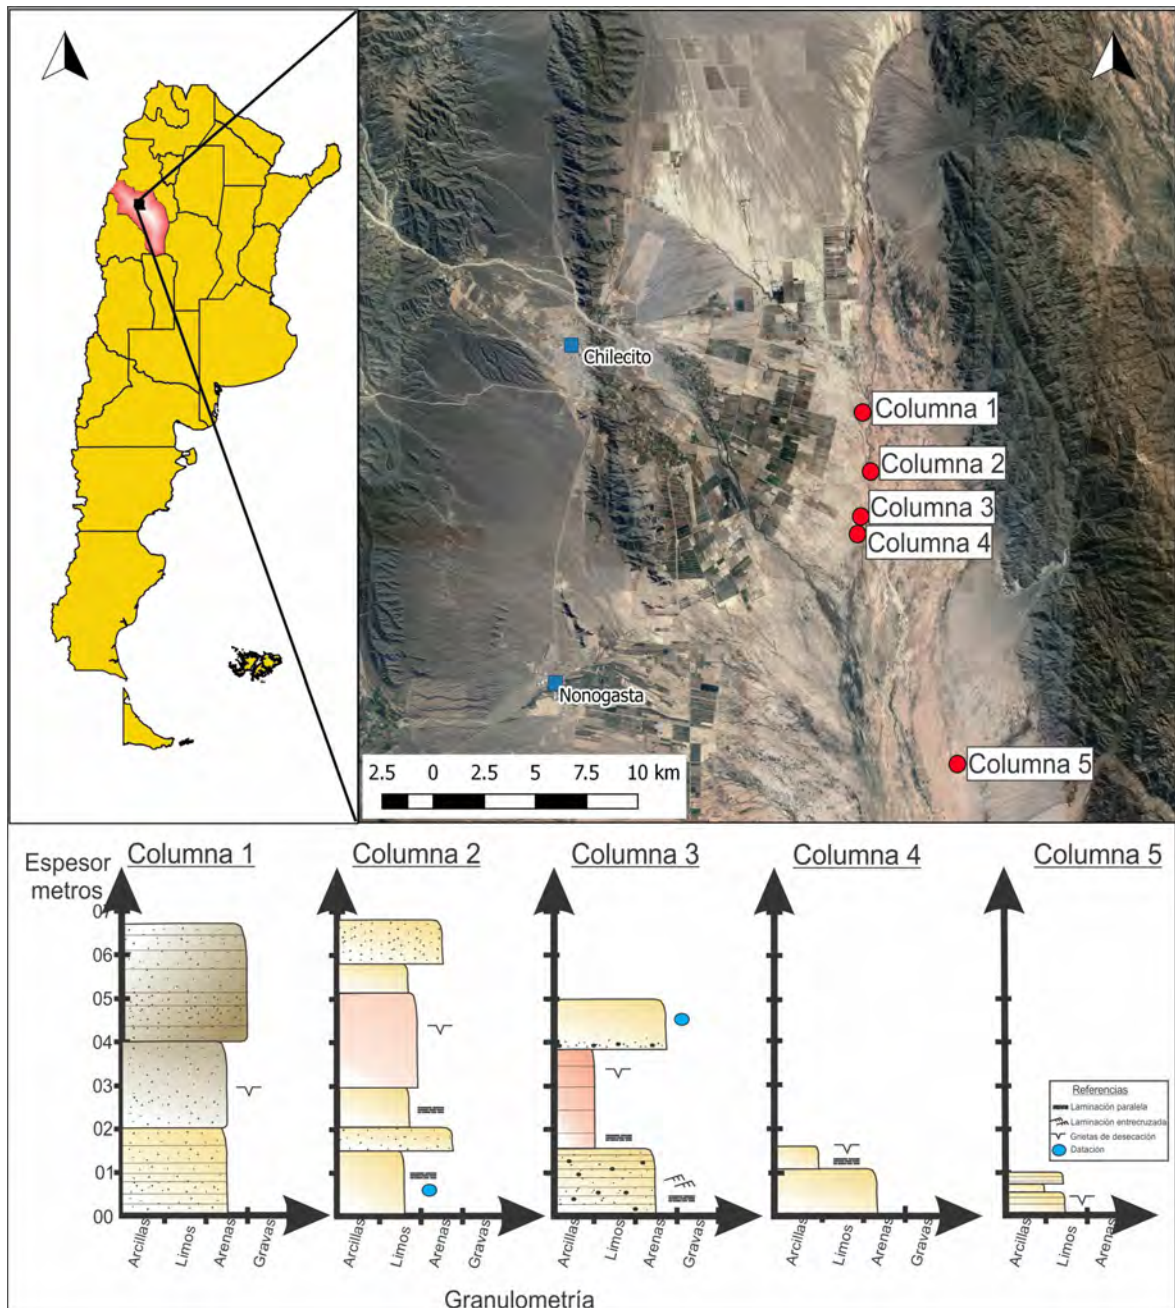 Chilecito
Nonogasta
Columna 1
Columna 2
Columna 3
Columna 4
Columna 5
2.5 0 2.5 5 7.5 10 km
Espesor
metros
Columna 1
Columna 2
Columna 3
Columna 4
Columna 5
07
06
05
04
03
02
01
00
Referencias
Laminación paralela
Laminación entrecruzada
Grietas de desecación
Datación
Arcillas
Limos
Arenas
Gravas
Arcillas
Limos
Arenas
Gravas
Arcillas
Limos
Arenas
Gravas
Arcillas
Limos
Arenas
Gravas
Arcillas
Limos
Arenas
Granulometría